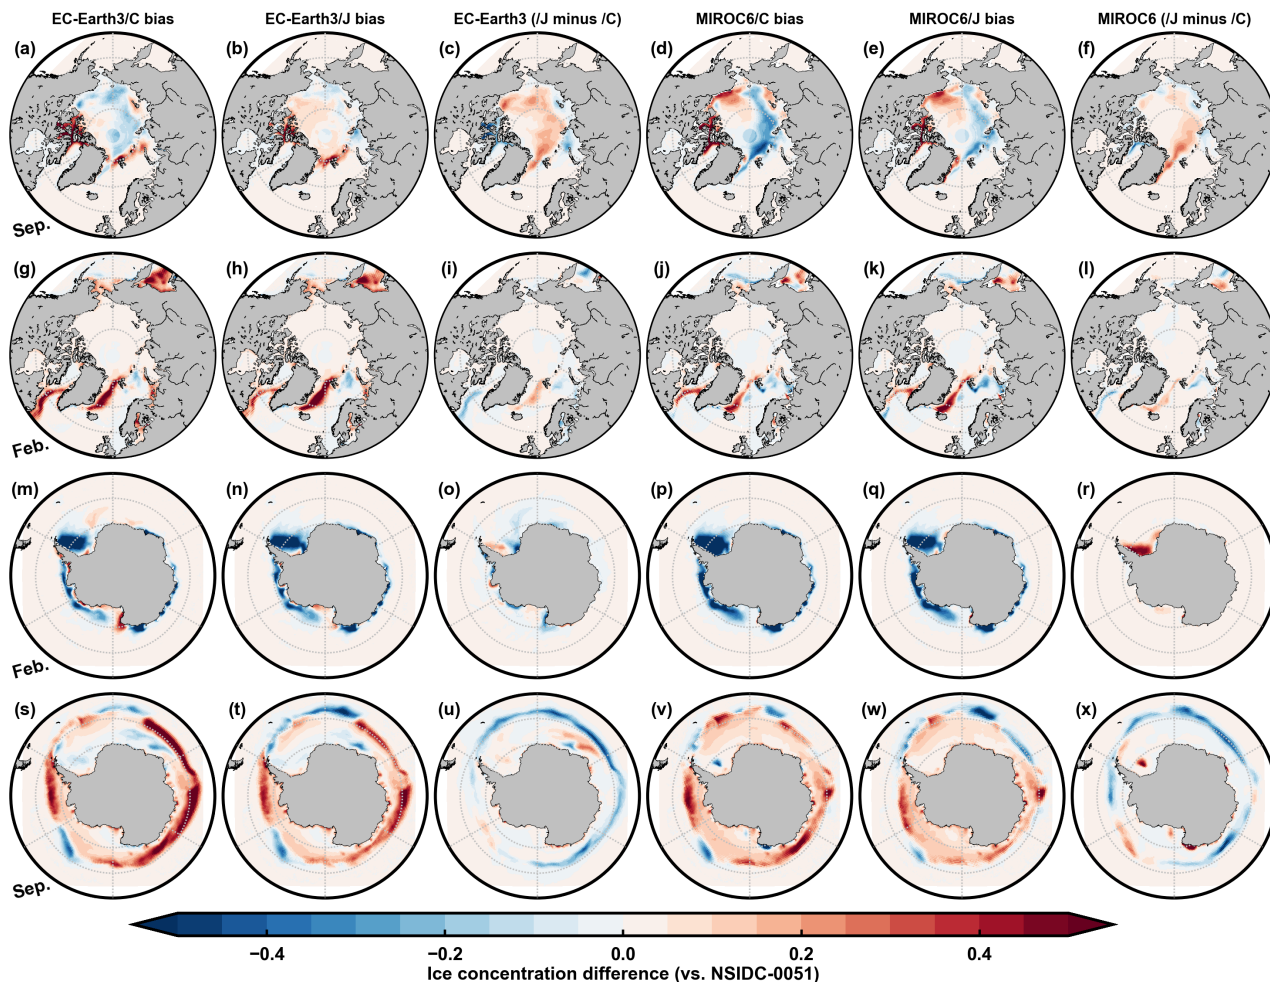 EC-Earth3/C bias EC-Earth3/J bias EC-Earth3 (/J minus /C) MIROC6/C bias MIROC6/J bias MIROC6 (/J minus /C)
(a) (b) (c) (d) (e) (f)
Sep.
(g) (h) (i) (j) (k) (l)
Feb.
(m) (n) (o) (p) (q) (r)
Feb.
(s) (t) (u) (v) (w) (x)
Sep.
−0.4 −0.2 0.0 0.2 0.4
Ice concentration difference (vs. NSIDC-0051)